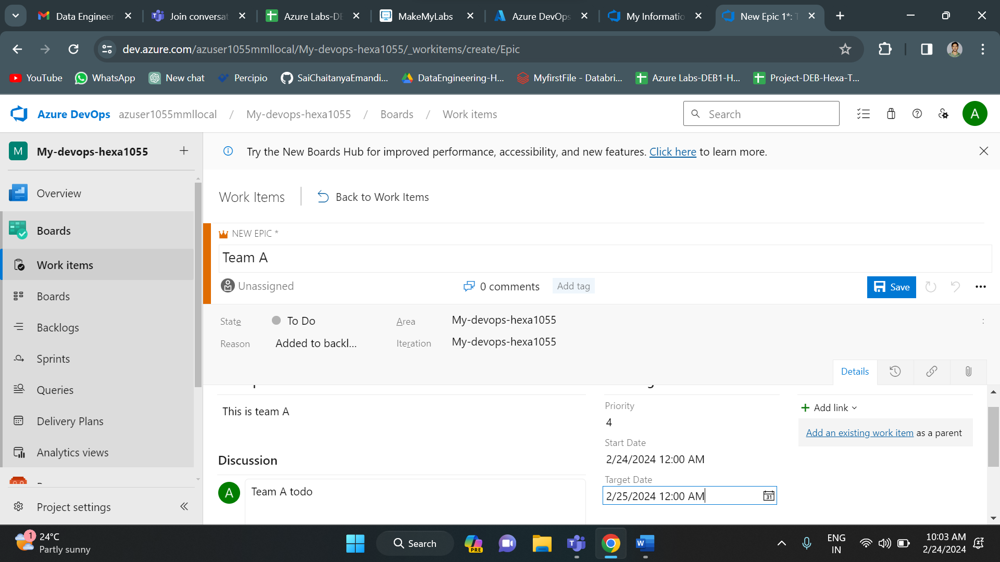 Data Engineer
Join conversat
Azure Labs-DE
MakeMyLabs
Azure DevOps
My Informatio
New Epic 1*: T
dev.azure.com/azuser1055mmllocal/My-devops-hexa1055/_workitems/create/Epic
YouTube
WhatsApp
New chat
Percipio
SaiChaitanyaEmandi...
DataEngineering-H...
MyfirstFile - Databri...
Azure Labs-DEB1-H...
Project-DEB-Hexa-T...
Azure DevOps
azuser1055mmllocal / My-devops-hexa1055 / Boards / Work items
Search
A
M
My-devops-hexa1055
Try the New Boards Hub for improved performance, accessibility, and new features. Click here to learn more.
Overview
Boards
Work items
Boards
Backlogs
Sprints
Queries
Delivery Plans
Analytics views
Project settings
Work Items
Back to Work Items
NEW EPIC *
Team A
Unassigned
0 comments
Add tag
Save
State
To Do
Area
My-devops-hexa1055
Reason
Added to backl...
Iteration
My-devops-hexa1055
Details
This is team A
Discussion
A
Team A todo
Priority
4
Start Date
2/24/2024 12:00 AM
Target Date
2/25/2024 12:00 AM
31
Add link
Add an existing work item as a parent
1
24°C
Partly sunny
Search
PRE
ENG
IN
10:03 AM
2/24/2024